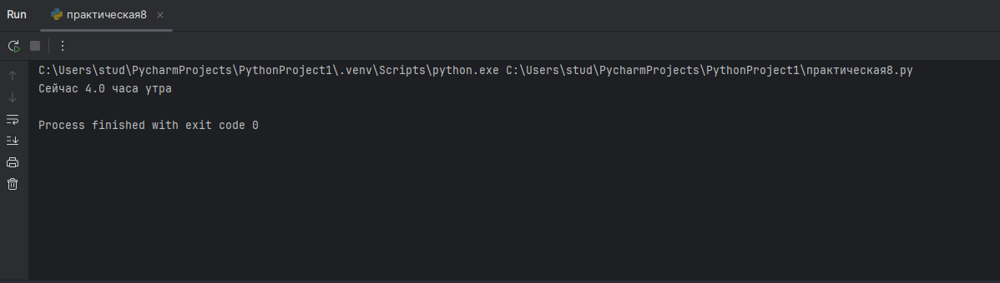 Run практическая8
C:\Users\stud\PycharmProjects\PythonProject1\.venv\Scripts\python.exe C:\Users\stud\PycharmProjects\PythonProject1\практическая8.py
Сейчас 4.0 часа утра
Process finished with exit code 0